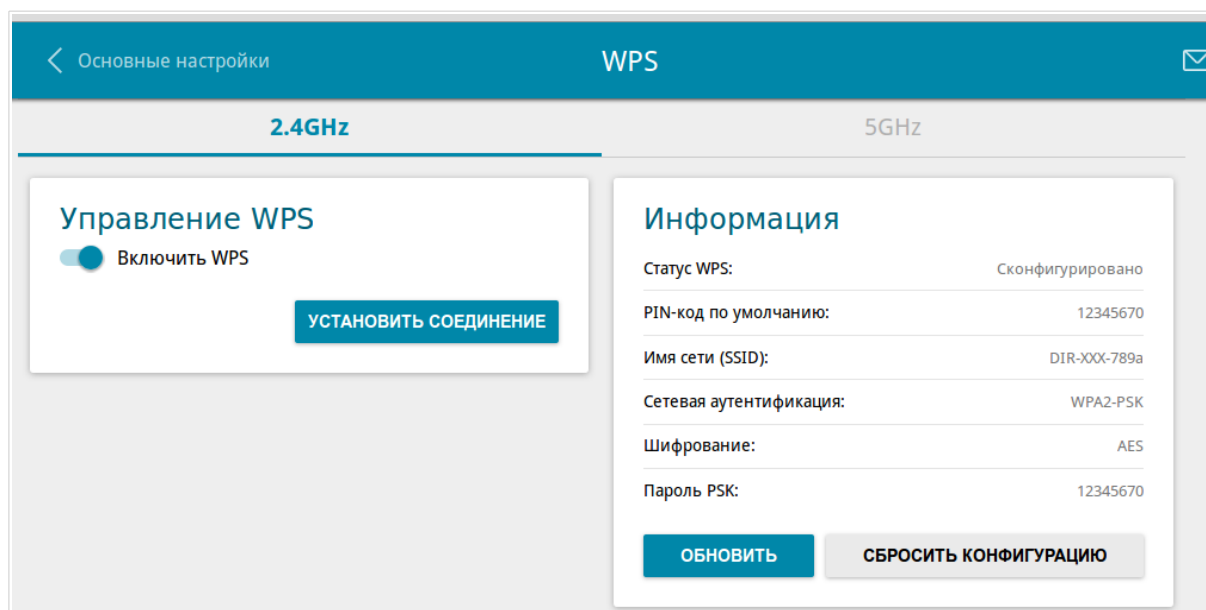 Основные настройки
WPS
2.4GHz
5GHz
Управление WPS
Включить WPS
УСТАНОВИТЬ СОЕДИНЕНИЕ
Информация
Статус WPS: Сконфигурировано
PIN-код по умолчанию: 12345670
Имя сети (SSID): DIR-XXX-789a
Сетевая аутентификация: WPA2-PSK
Шифрование: AES
Пароль PSK: 12345670
ОБНОВИТЬ
СБРОСИТЬ КОНФИГУРАЦИЮ